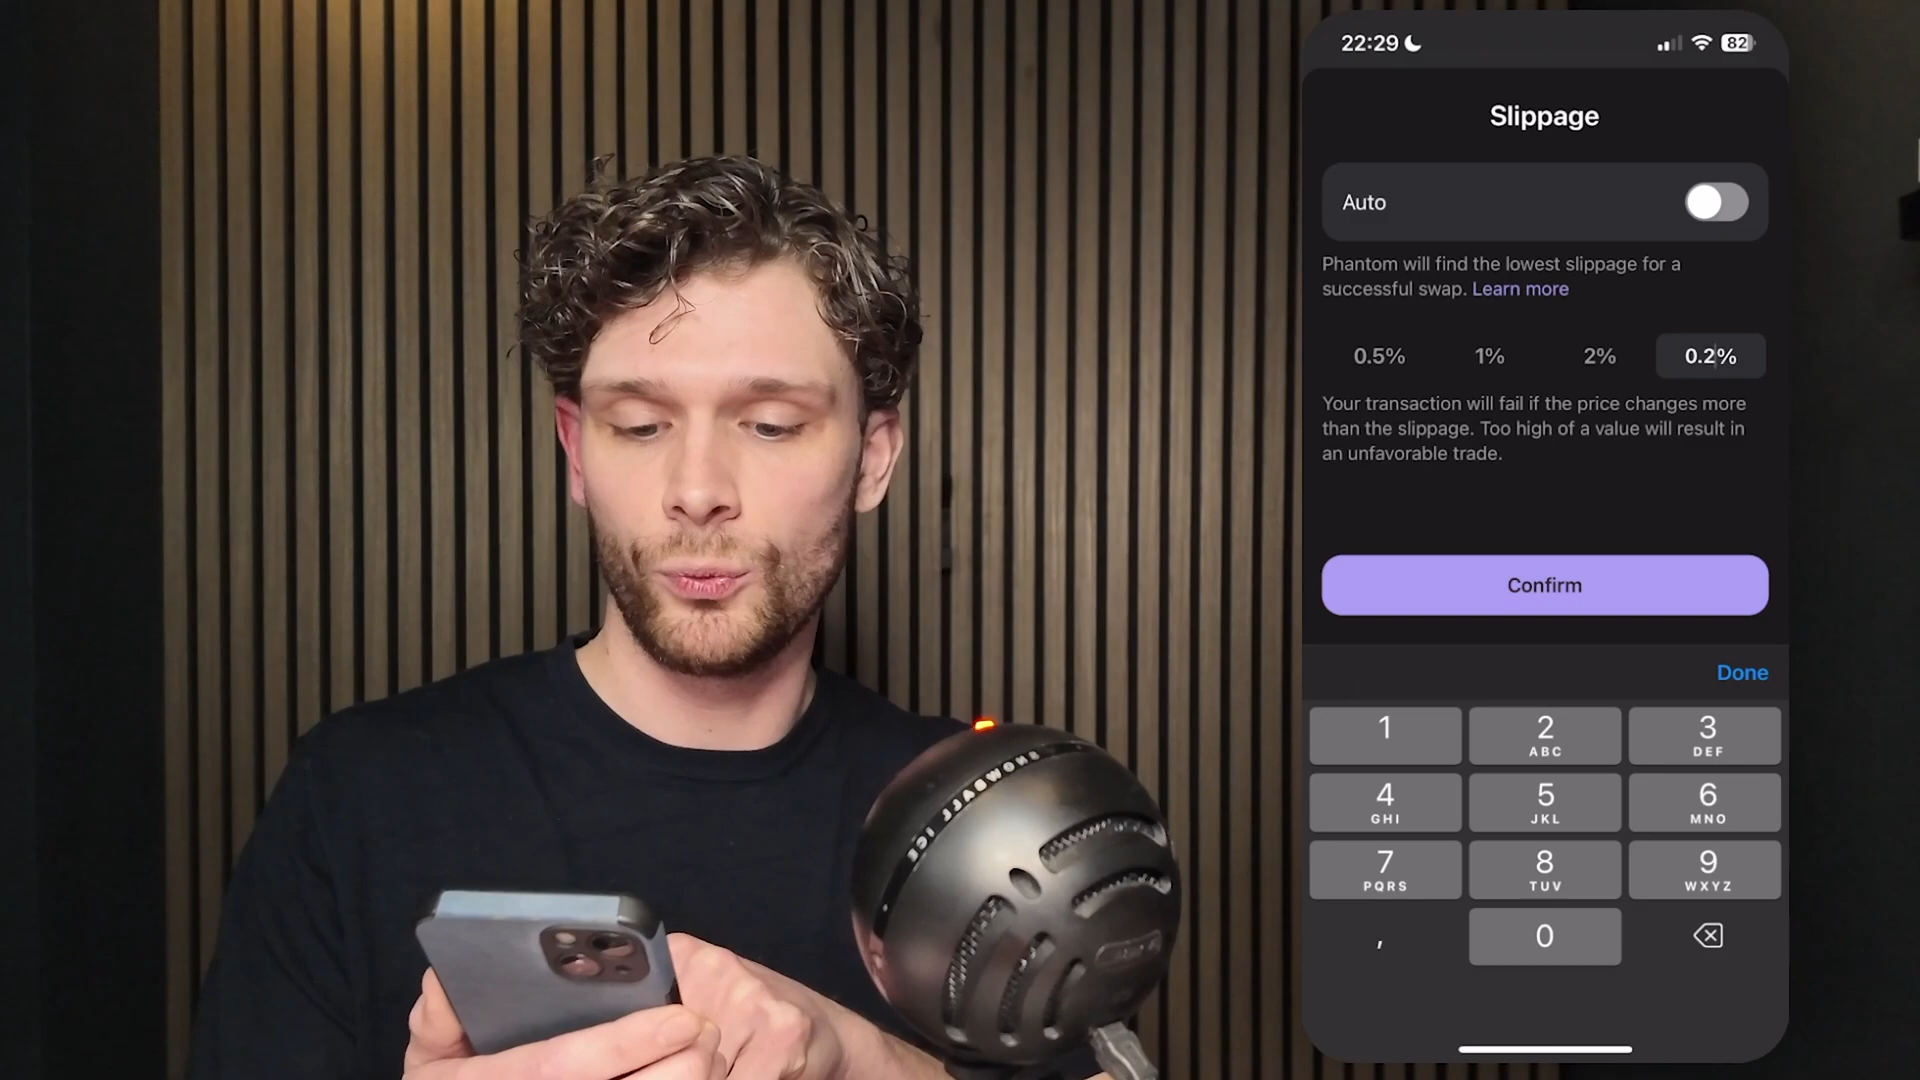 22:29
82
Slippage
Auto
Phantom will find the lowest slippage for a
successful swap. Learn more
0.5% 1% 2% 0.2%
Your transaction will fail if the price changes more
than the slippage. Too high of a value will result in
an unfavorable trade.
Confirm
Done
1 2 3
ABC DEF
4 5 6
GHI JKL MNO
7 8 9
PQRS TUV WXYZ
, 0
SNOWBALL ICE